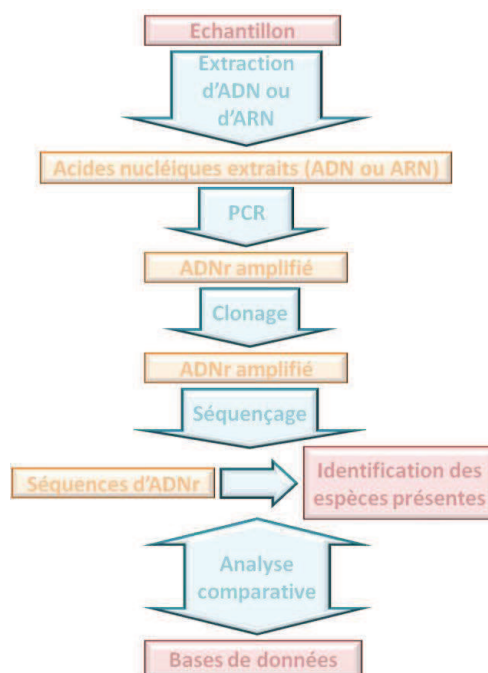 Echantillon
Extraction
d'ADN ou
d'ARN
Acides nucléiques extraits (ADN ou ARN)
PCR
ADNr amplifié
Clonage
ADNr amplifié
Séquençage
Séquences d'ADNr
Identification des
espèces présentes
Analyse
comparative
Bases de données